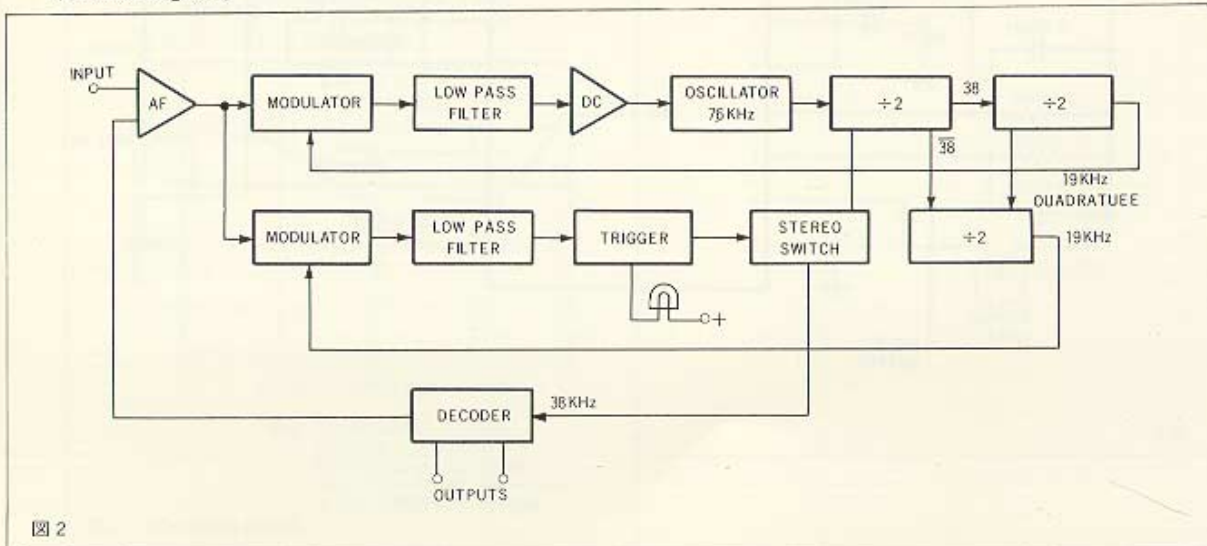 INPUT
AF
MODULATOR
LOW PASS
FILTER
DC
OSCILLATOR
76KHz
÷2
38
÷2
38
19KHz
QUADRATUEE
MODULATOR
LOW PASS
FILTER
TRIGGER
STEREO
SWITCH
÷2
19KHz
+
38KHz
DECODER
OUTPUTS
図 2